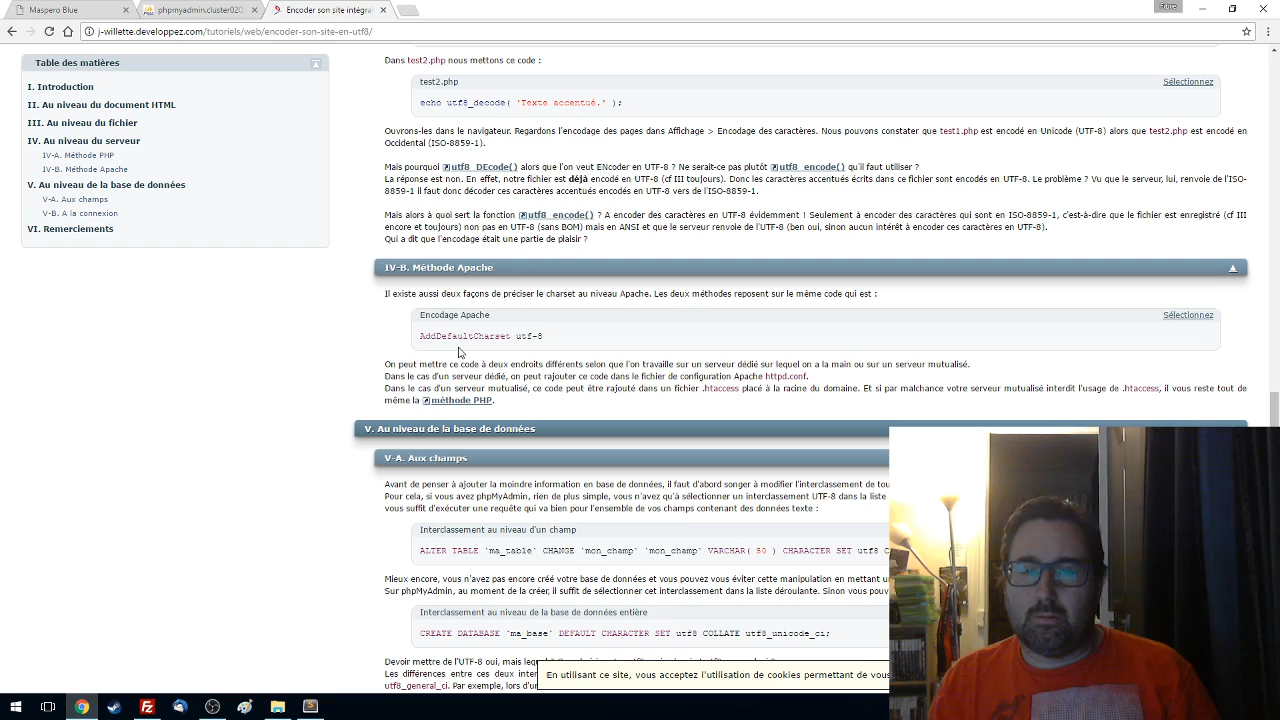 Maspero Blue
phpmyadmin.cluster020.
Encoder son site intégral
j-willette.developpez.com/tutoriels/web/encoder-son-site-en-utf8/
Table des matières
I. Introduction
II. Au niveau du document HTML
III. Au niveau du fichier
IV. Au niveau du serveur
IV-A. Méthode PHP
IV-B. Méthode Apache
V. Au niveau de la base de données
V-A. Aux champs
V-B. A la connexion
VI. Remerciements
Dans test2.php nous mettons ce code :
test2.php
Sélectionnez
echo utf8_decode( 'Texte accentué.' );
Ouvrons-les dans le navigateur. Regardons l'encodage des pages dans Affichage > Encodage des caractères. Nous pouvons constater que test1.php est encodé en Unicode (UTF-8) alors que test2.php est encodé en
Occidental (ISO-8859-1).
Mais pourquoi utf8_DEcode() alors que l'on veut ENcoder en UTF-8 ? Ne serait-ce pas plutôt utf8_encode() qu'il faut utiliser ?
La réponse est non. En effet, notre fichier est déjà encodé en UTF-8 (cf III toujours). Donc les caractères accentués écrits dans ce fichier sont encodés en UTF-8. Le problème ? Vu que le serveur, lui, renvoie de l'ISO-
8859-1 il faut donc décoder ces caractères accentués encodés en UTF-8 vers de l'ISO-8859-1.
Mais alors à quoi sert la fonction utf8_encode() ? A encoder des caractères en UTF-8 évidemment ! Seulement à encoder des caractères qui sont en ISO-8859-1, c'est-à-dire que le fichier est enregistré (cf III
encore et toujours) non pas en UTF-8 (sans BOM) mais en ANSI et que le serveur renvoie de l'UTF-8 (ben oui, sinon aucun intérêt à encoder ces caractères en UTF-8).
Qui a dit que l'encodage était une partie de plaisir ?
IV-B. Méthode Apache
Il existe aussi deux façons de préciser le charset au niveau Apache. Les deux méthodes reposent sur le même code qui est :
Encodage Apache
Sélectionnez
AddDefaultCharset utf-8
On peut mettre ce code à deux endroits différents selon que l'on travaille sur un serveur dédié sur lequel on a la main ou sur un serveur mutualisé.
Dans le cas d'un serveur dédié, on peut rajouter ce code dans le fichier de configuration Apache httpd.conf.
Dans le cas d'un serveur mutualisé, ce code peut être rajouté dans un fichier .htaccess placé à la racine du domaine. Et si par malchance votre serveur mutualisé interdit l'usage de .htaccess, il vous reste tout de
même la méthode PHP.
V. Au niveau de la base de données
V-A. Aux champs
Avant de penser à ajouter la moindre information en base de données, il faut d'abord songer à modifier l'interclassement de tou
Pour cela, si vous avez phpMyAdmin, rien de plus simple, vous n'avez qu'à sélectionner un interclassement UTF-8 dans la liste
vous suffit d'exécuter une requête qui va bien pour l'ensemble de vos champs contenant des données texte :
Interclassement au niveau d'un champ
ALTER TABLE `ma_table` CHANGE `mon_champ` `mon_champ` VARCHAR( 50 ) CHARACTER SET utf8 C
Mieux encore, vous n'avez pas encore créé votre base de données et vous pouvez vous éviter cette manipulation en mettant un
Sur phpMyAdmin, au moment de la créer, il suffit de sélectionner cet interclassement dans la liste déroulante. Sinon vous pouv
Interclassement au niveau de la base de données entière
CREATE DATABASE `ma_base` DEFAULT CHARACTER SET utf8 COLLATE utf8_unicode_ci;
Devoir mettre de l'UTF-8 oui, mais lequel
Les différences entre ces deux inter
utf8_general_ci. Par exemple, lors d'un
En utilisant ce site, vous acceptez l'utilisation de cookies permettant de vous